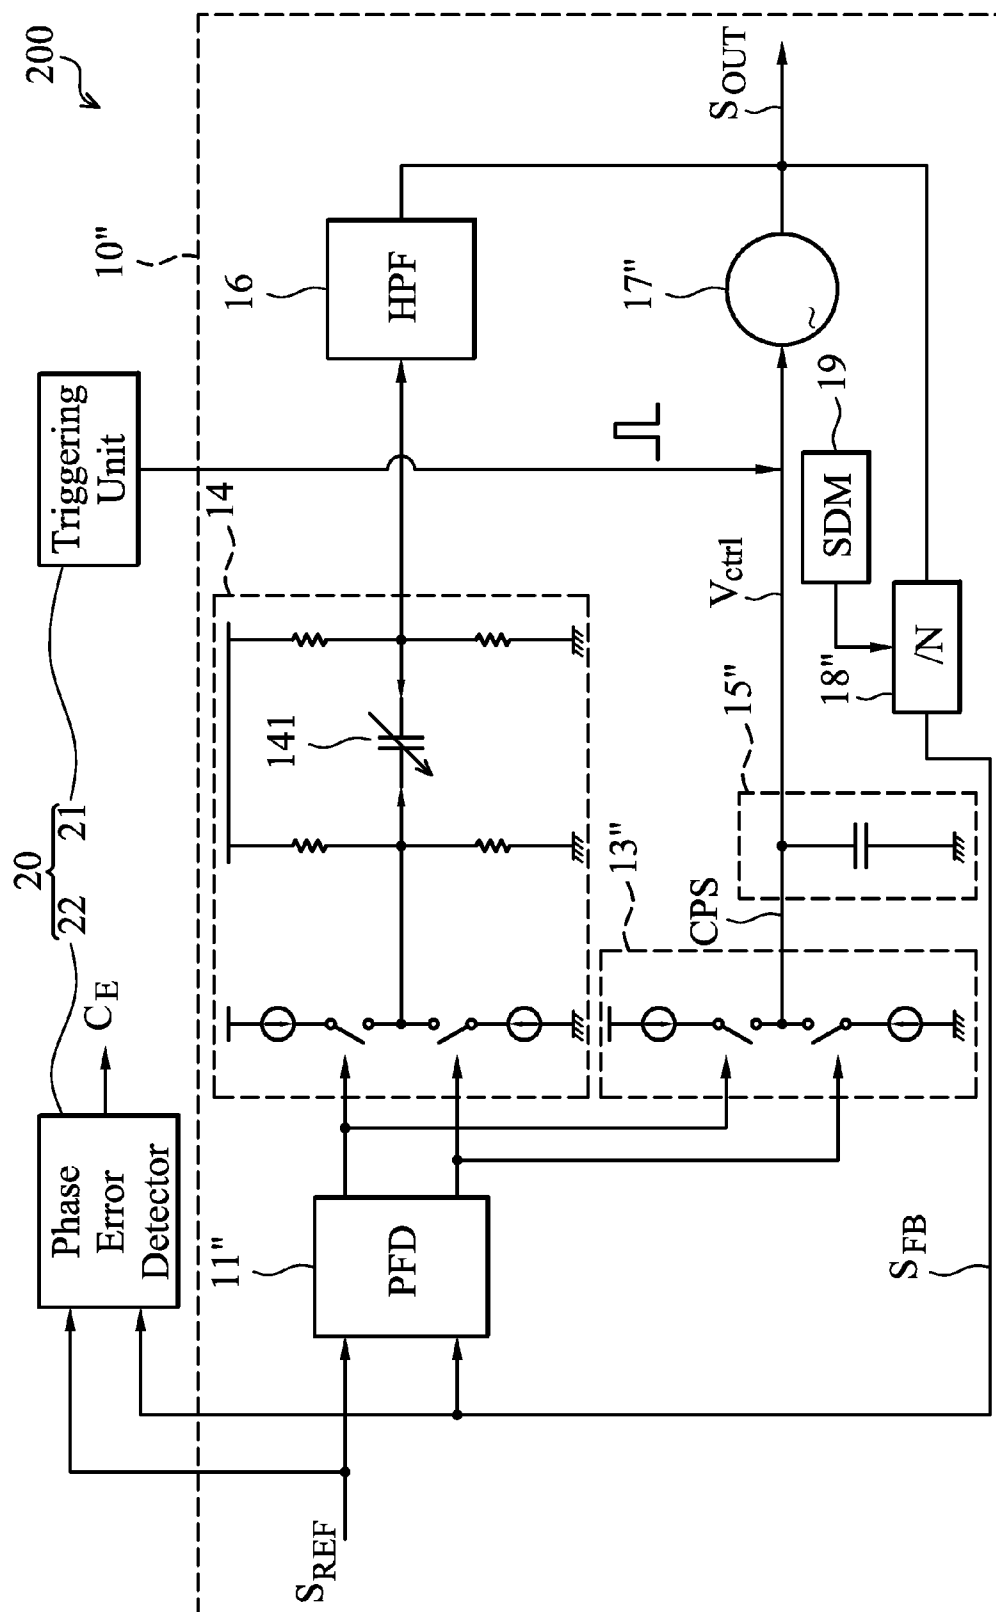 200
20
22
21
Phase
Error
Detector
C_E
Triggering
Unit
10"
14
141
16
HPF
S_REF
11"
PFD
13"
CPS
15"
V_ctrl
17"
~
S_OUT
SDM
19
18"
/N
S_FB